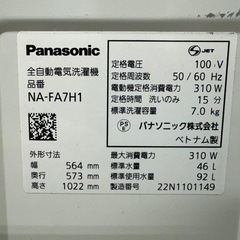 Panasonic
全自動電気洗濯機
品番
NA-FA7H1
外形寸法
幅 564 mm
奥行 573 mm
高さ 1022 mm
JET
定格電圧 100 V
定格周波数 50 / 60 Hz
電動機定格消費電力 310 W
定格時間 洗いのみ 15 分
標準洗濯容量 7.0 kg
PS E
パナソニック株式会社
ベトナム製
最大消費電力 310 W
標準水量 46 L
標準使用水量 92 L
製造番号 22N1101149